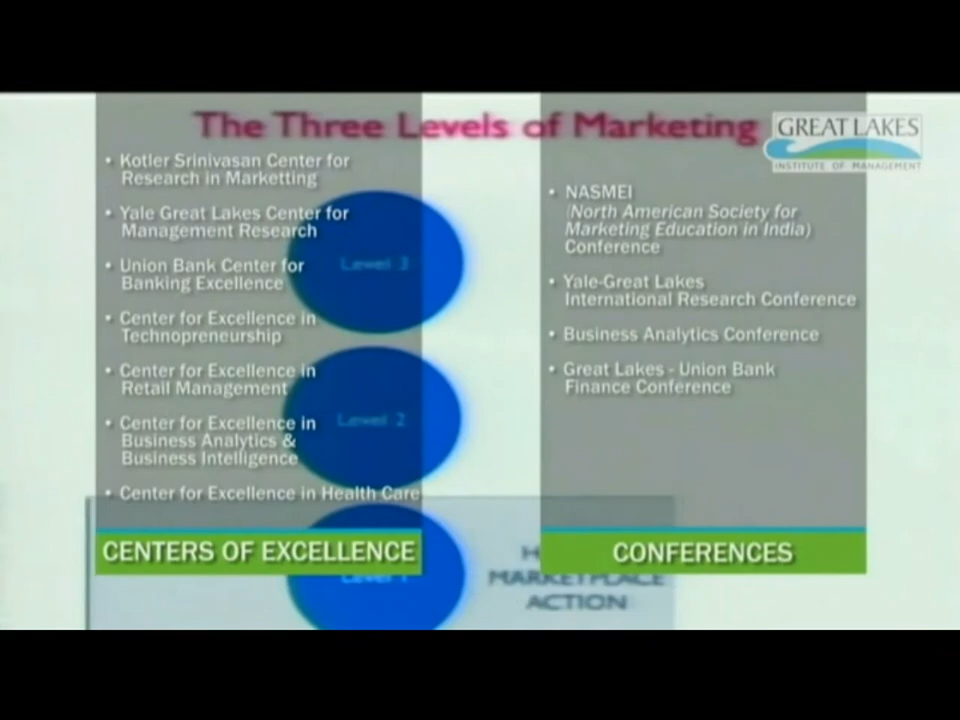 The Three Levels of Marketing
GREAT LAKES
INSTITUTE OF MANAGEMENT
• Kotler Srinivasan Center for
Research in Marketting
• Yale Great Lakes Center for
Management Research
• Union Bank Center for
Banking Excellence
• Center for Excellence in
Technopreneurship
• Center for Excellence in
Retail Management
• Center for Excellence in
Business Analytics &
Business Intelligence
• Center for Excellence in Health Care
CENTERS OF EXCELLENCE
• NASMEI
(North American Society for
Marketing Education in India)
Conference
• Yale-Great Lakes
International Research Conference
• Business Analytics Conference
• Great Lakes - Union Bank
Finance Conference
CONFERENCES
Level 3
Level 2
Level 1
MARKETPLACE
ACTION